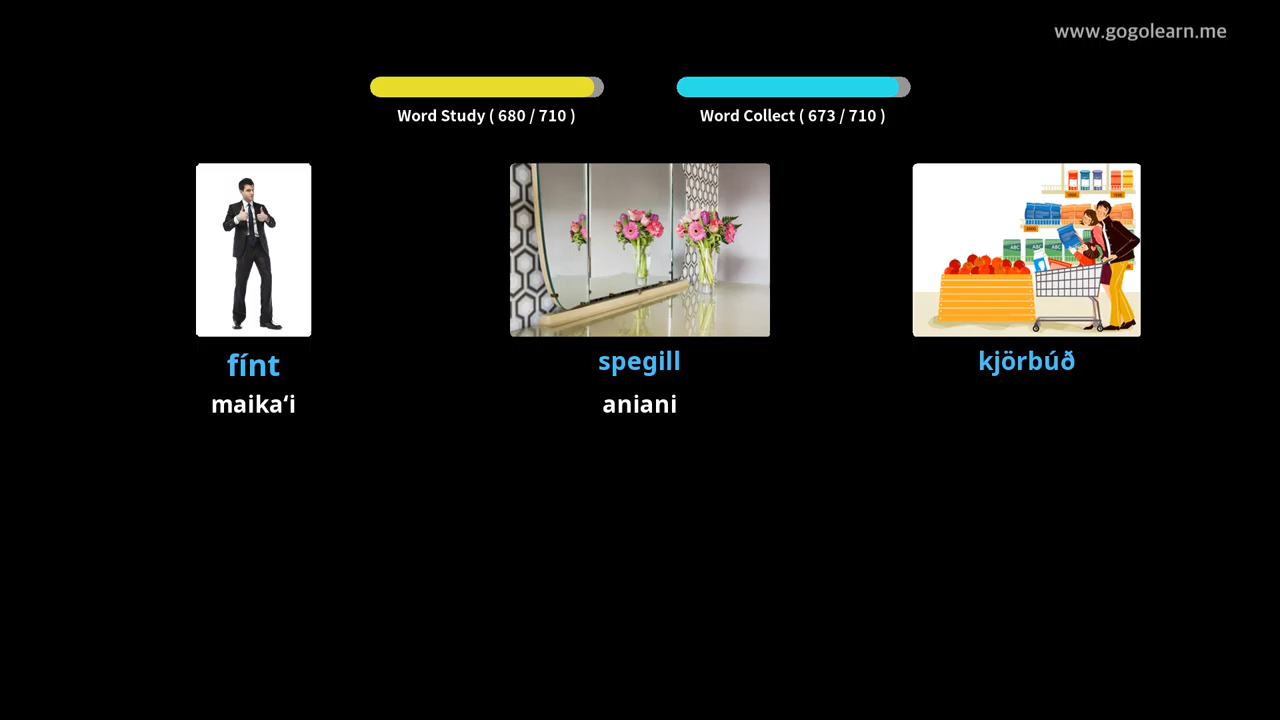 www.gogolearn.me
Word Study ( 680 / 710 )
Word Collect ( 673 / 710 )
fínt
spegill
kjörbúð
maikaʻi
aniani